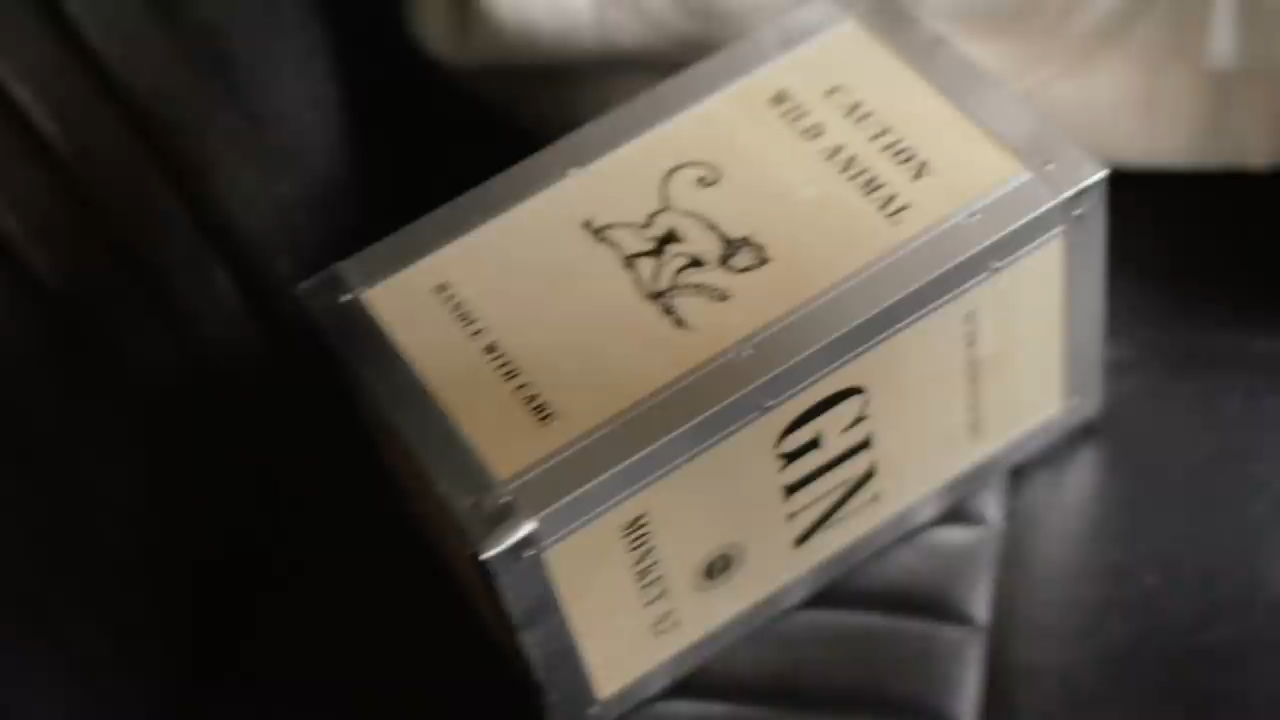 CAUTION
WILD ANIMAL
HANDLE WITH CARE
GIN
MONKEY 47